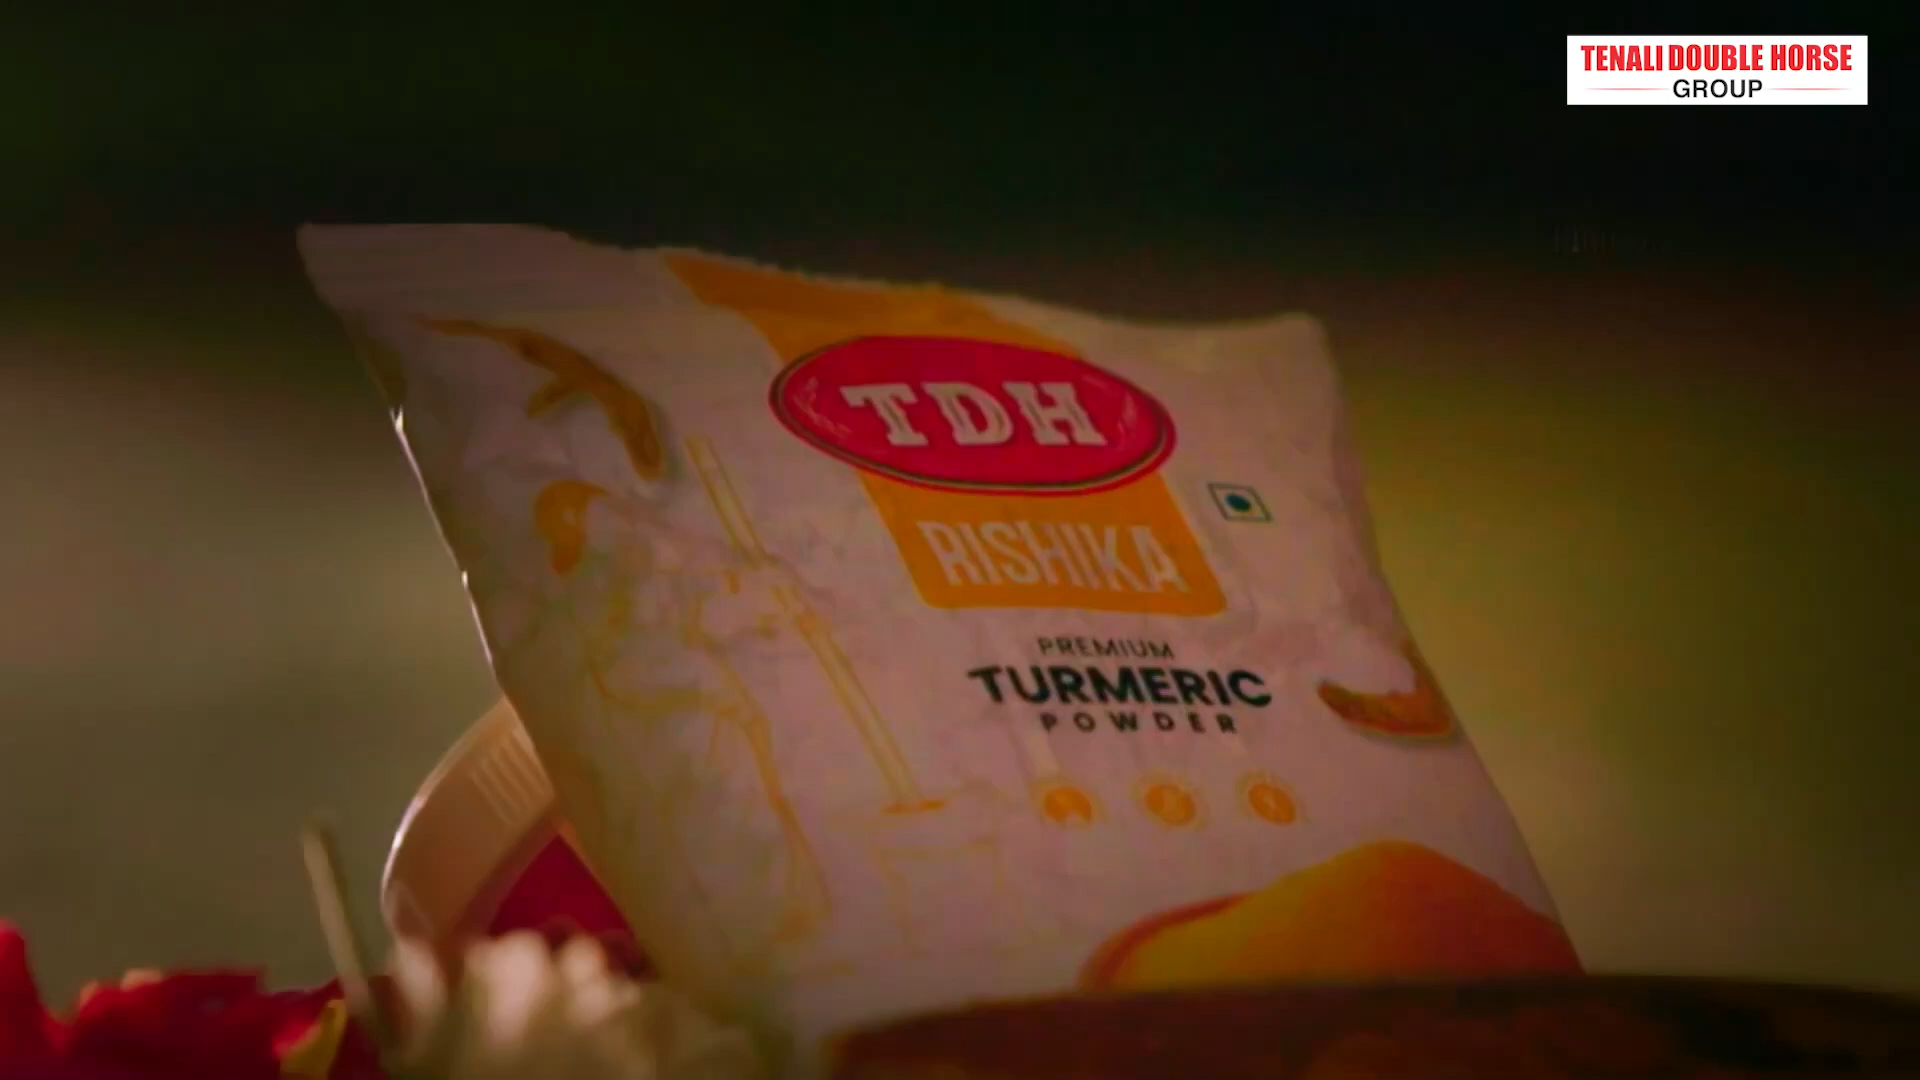 TENALI DOUBLE HORSE
GROUP
TDH
RISHIKA
PREMIUM
TURMERIC
POWDER